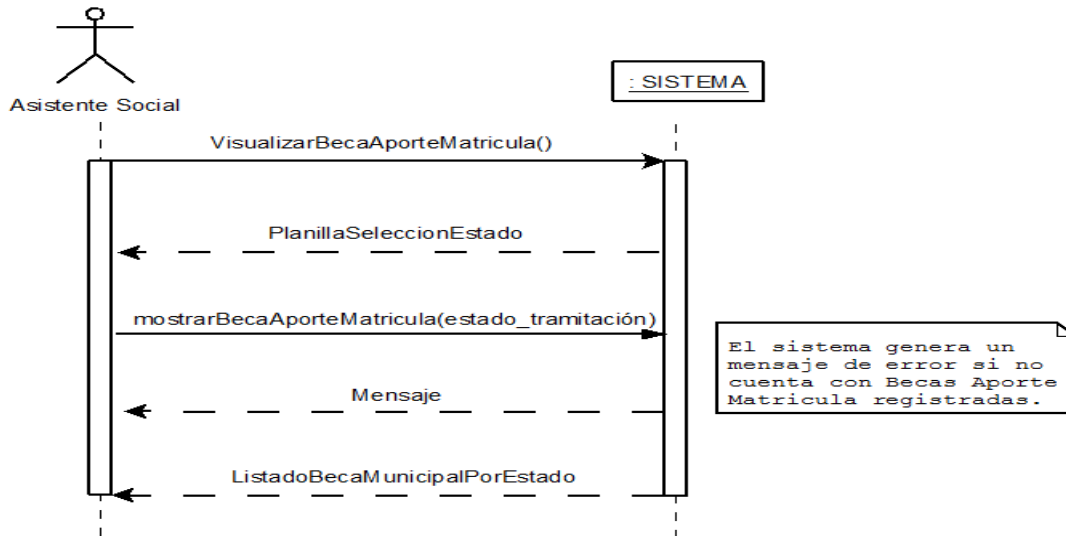 Asistente Social
: SISTEMA
VisualizarBecaAporteMatricula()
PlanillaSeleccionEstado
mostrarBecaAporteMatricula(estado_tramitación)
El sistema genera un
mensaje de error si no
cuenta con Becas Aporte
Matricula registradas.
Mensaje
ListadoBecaMunicipalPorEstado